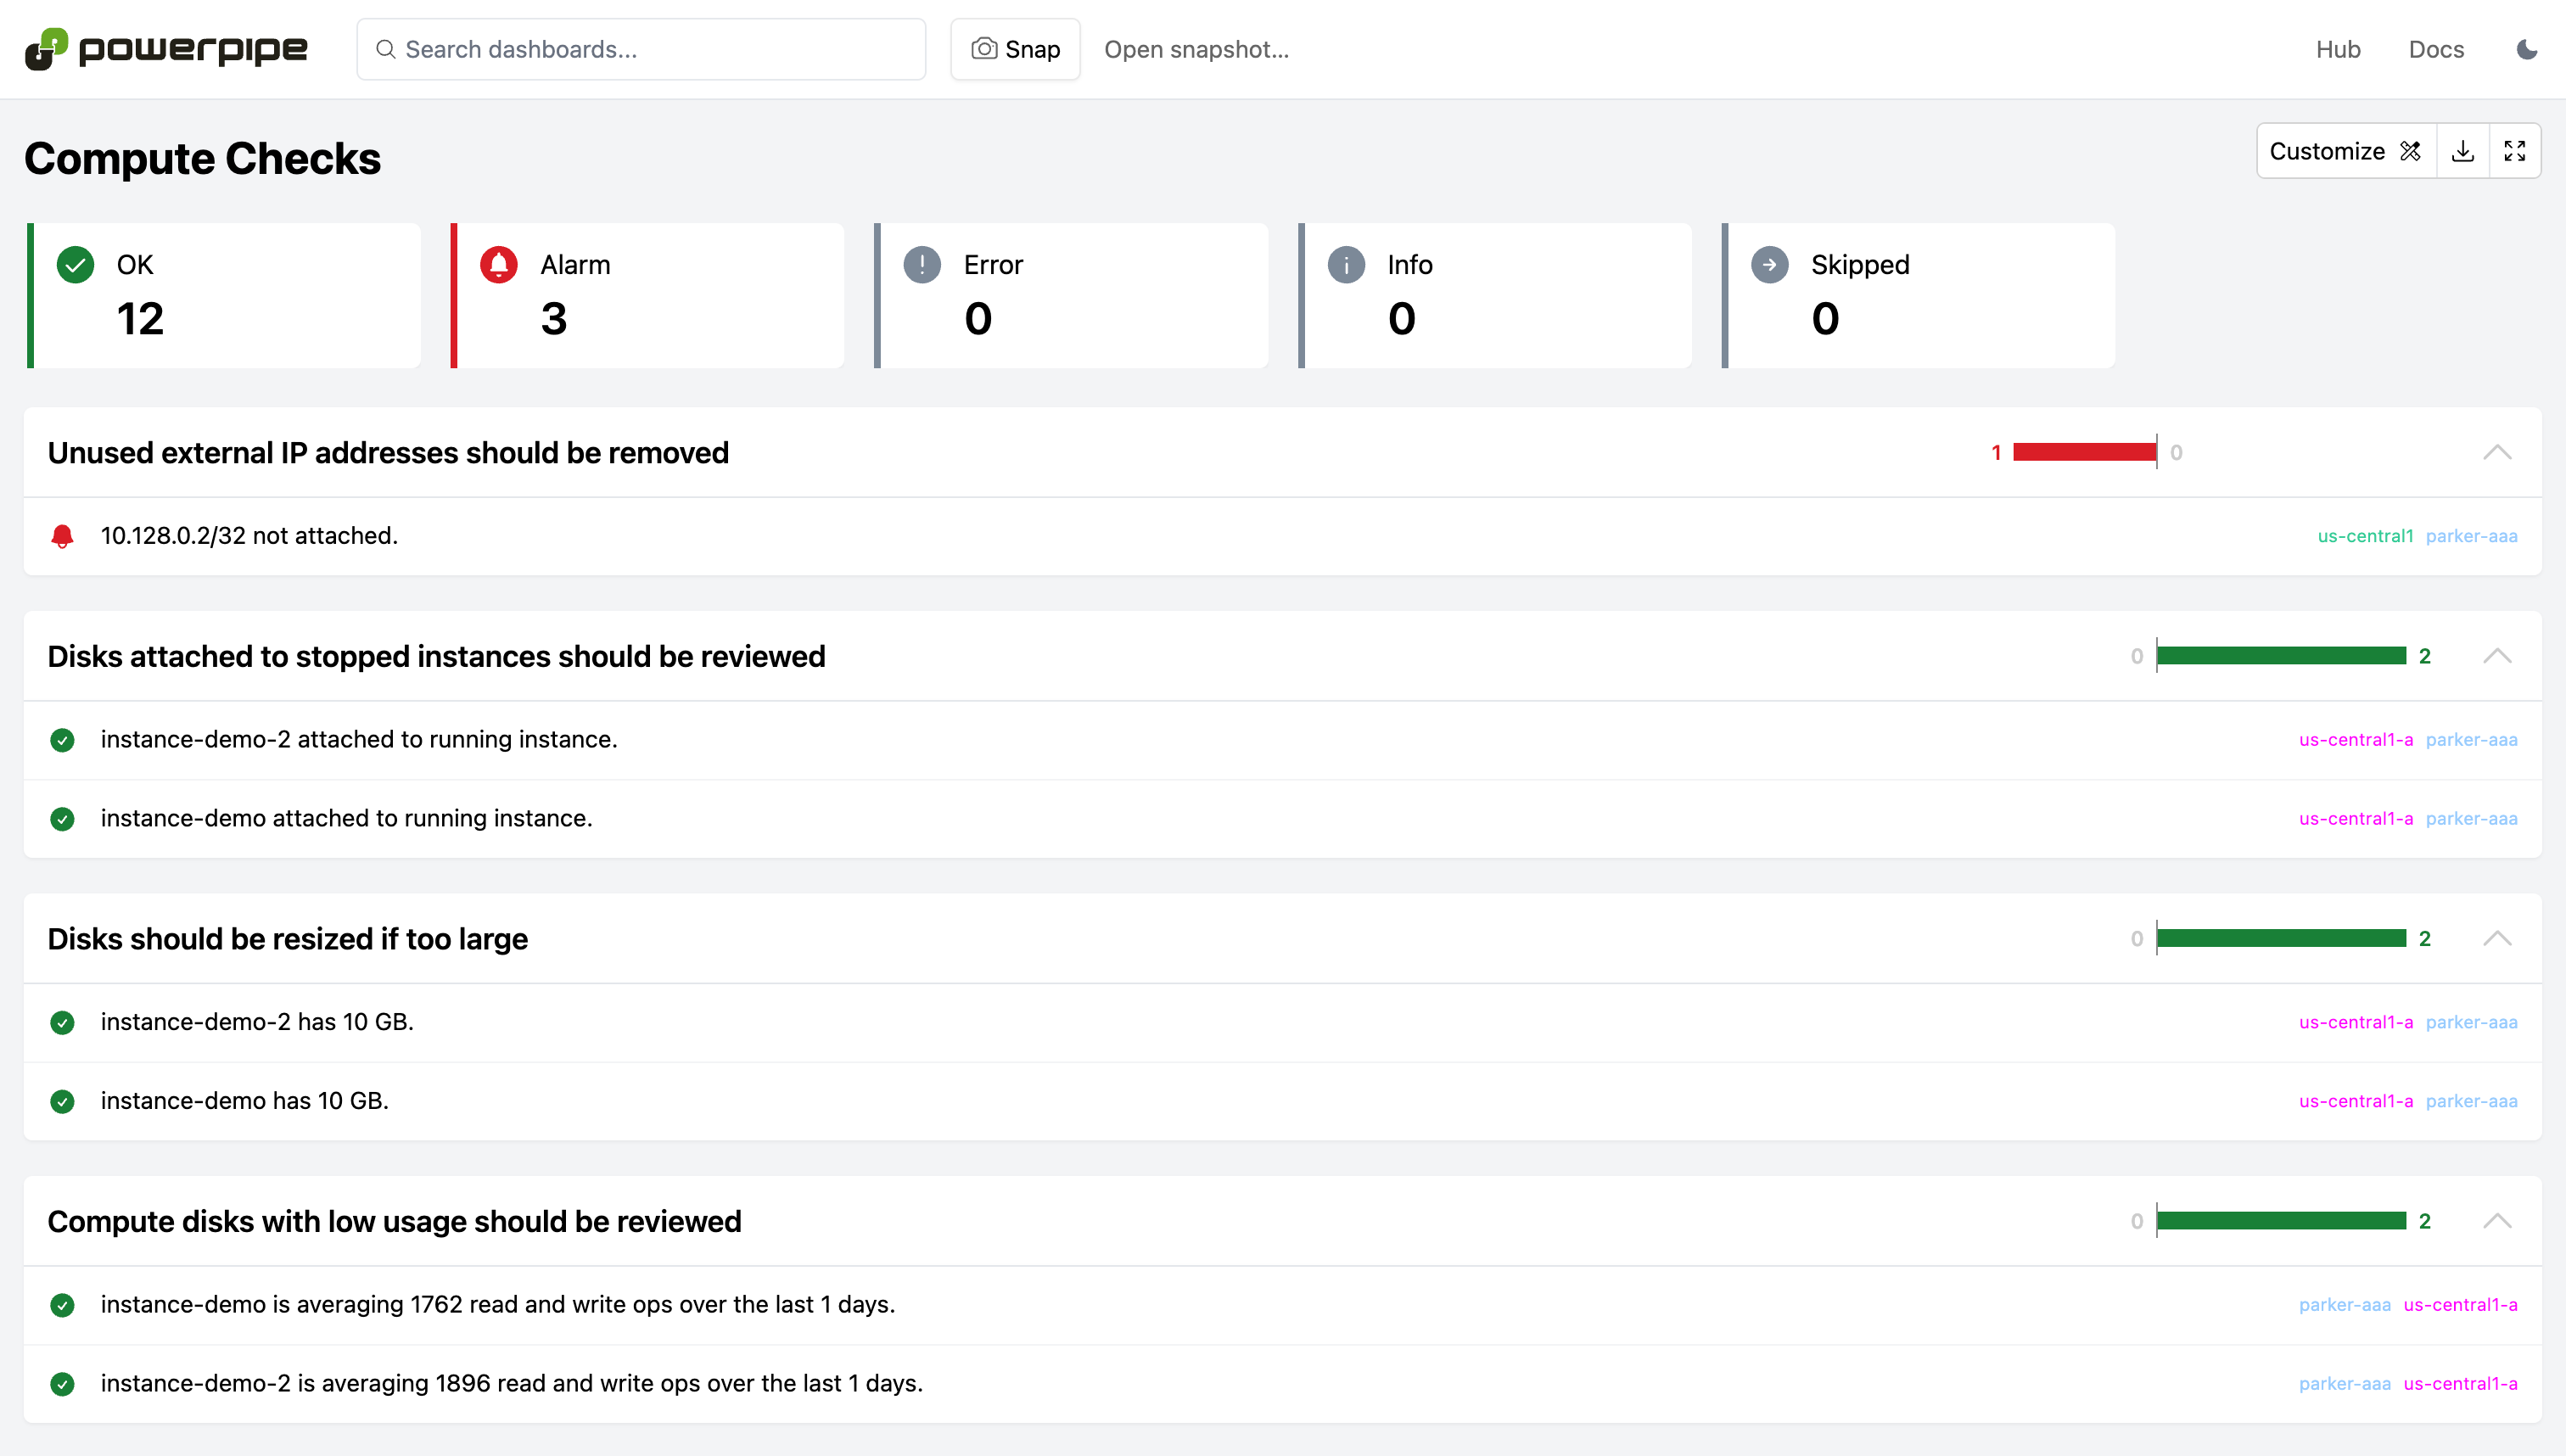 powerpipe
Search dashboards...
Snap
Open snapshot...
Hub
Docs
Compute Checks
Customize
OK
12
Alarm
3
Error
0
Info
0
Skipped
0
Unused external IP addresses should be removed
1
0
10.128.0.2/32 not attached.
us-central1 parker-aaa
Disks attached to stopped instances should be reviewed
0
2
instance-demo-2 attached to running instance.
us-central1-a parker-aaa
instance-demo attached to running instance.
us-central1-a parker-aaa
Disks should be resized if too large
0
2
instance-demo-2 has 10 GB.
us-central1-a parker-aaa
instance-demo has 10 GB.
us-central1-a parker-aaa
Compute disks with low usage should be reviewed
0
2
instance-demo is averaging 1762 read and write ops over the last 1 days.
parker-aaa us-central1-a
instance-demo-2 is averaging 1896 read and write ops over the last 1 days.
parker-aaa us-central1-a